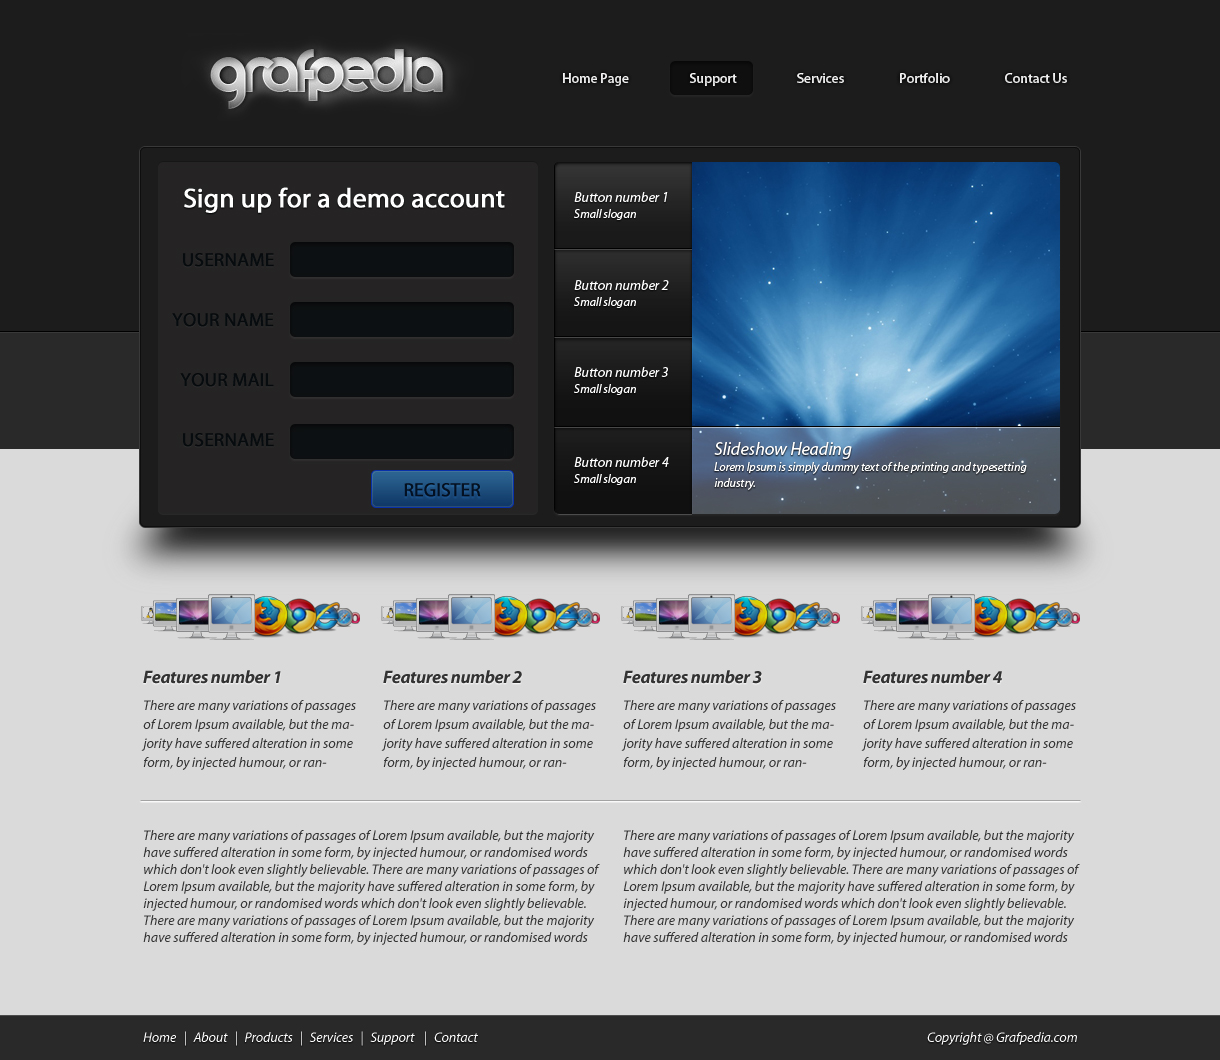 grafpedia
Home Page
Support
Services
Portfolio
Contact Us
Sign up for a demo account
USERNAME
YOUR NAME
YOUR MAIL
USERNAME
REGISTER
Button number 1
Small slogan
Button number 2
Small slogan
Button number 3
Small slogan
Button number 4
Small slogan
Slideshow Heading
Lorem Ipsum is simply dummy text of the printing and typesetting
industry.
Features number 1
There are many variations of passages
of Lorem Ipsum available, but the ma-
jority have suffered alteration in some
form, by injected humour, or ran-
Features number 2
There are many variations of passages
of Lorem Ipsum available, but the ma-
jority have suffered alteration in some
form, by injected humour, or ran-
Features number 3
There are many variations of passages
of Lorem Ipsum available, but the ma-
jority have suffered alteration in some
form, by injected humour, or ran-
Features number 4
There are many variations of passages
of Lorem Ipsum available, but the ma-
jority have suffered alteration in some
form, by injected humour, or ran-
There are many variations of passages of Lorem Ipsum available, but the majority
have suffered alteration in some form, by injected humour, or randomised words
which don't look even slightly believable. There are many variations of passages of
Lorem Ipsum available, but the majority have suffered alteration in some form, by
injected humour, or randomised words which don't look even slightly believable.
There are many variations of passages of Lorem Ipsum available, but the majority
have suffered alteration in some form, by injected humour, or randomised words
There are many variations of passages of Lorem Ipsum available, but the majority
have suffered alteration in some form, by injected humour, or randomised words
which don't look even slightly believable. There are many variations of passages of
Lorem Ipsum available, but the majority have suffered alteration in some form, by
injected humour, or randomised words which don't look even slightly believable.
There are many variations of passages of Lorem Ipsum available, but the majority
have suffered alteration in some form, by injected humour, or randomised words
Home | About | Products | Services | Support | Contact
Copyright @ Grafpedia.com